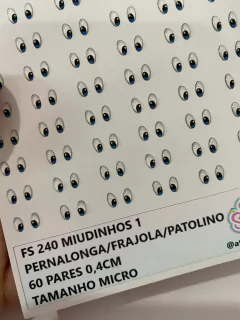 FS 240 MIUDINHOS 1
PERNALONGA/FRAJOLA/PATOLINO
60 PARES 0,4CM
TAMANHO MICRO